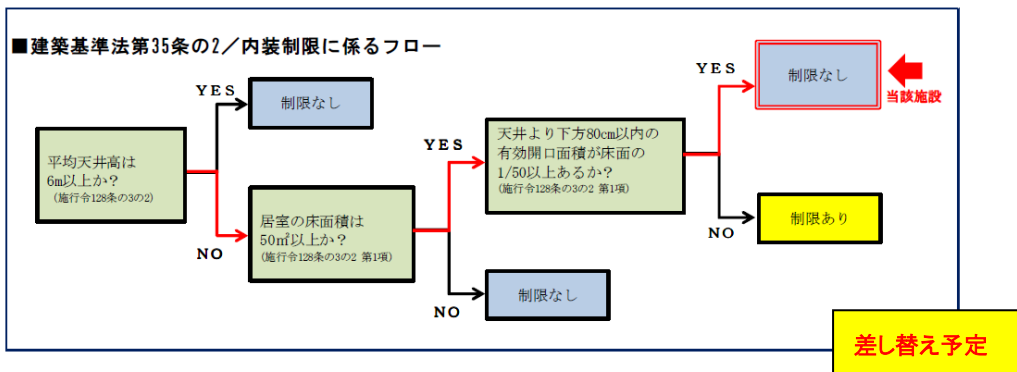 ■建築基準法第35条の2／内装制限に係るフロー
平均天井高は
6m以上か？
(施行令128条の3の2)
YES
制限なし
NO
居室の床面積は
50㎡以上か？
(施行令128条の3の2 第1項)
YES
天井より下方80cm以内の
有効開口面積が床面の
1/50以上あるか？
(施行令128条の3の2 第1項)
NO
制限なし
YES
制限なし
当該施設
NO
制限あり
差し替え予定